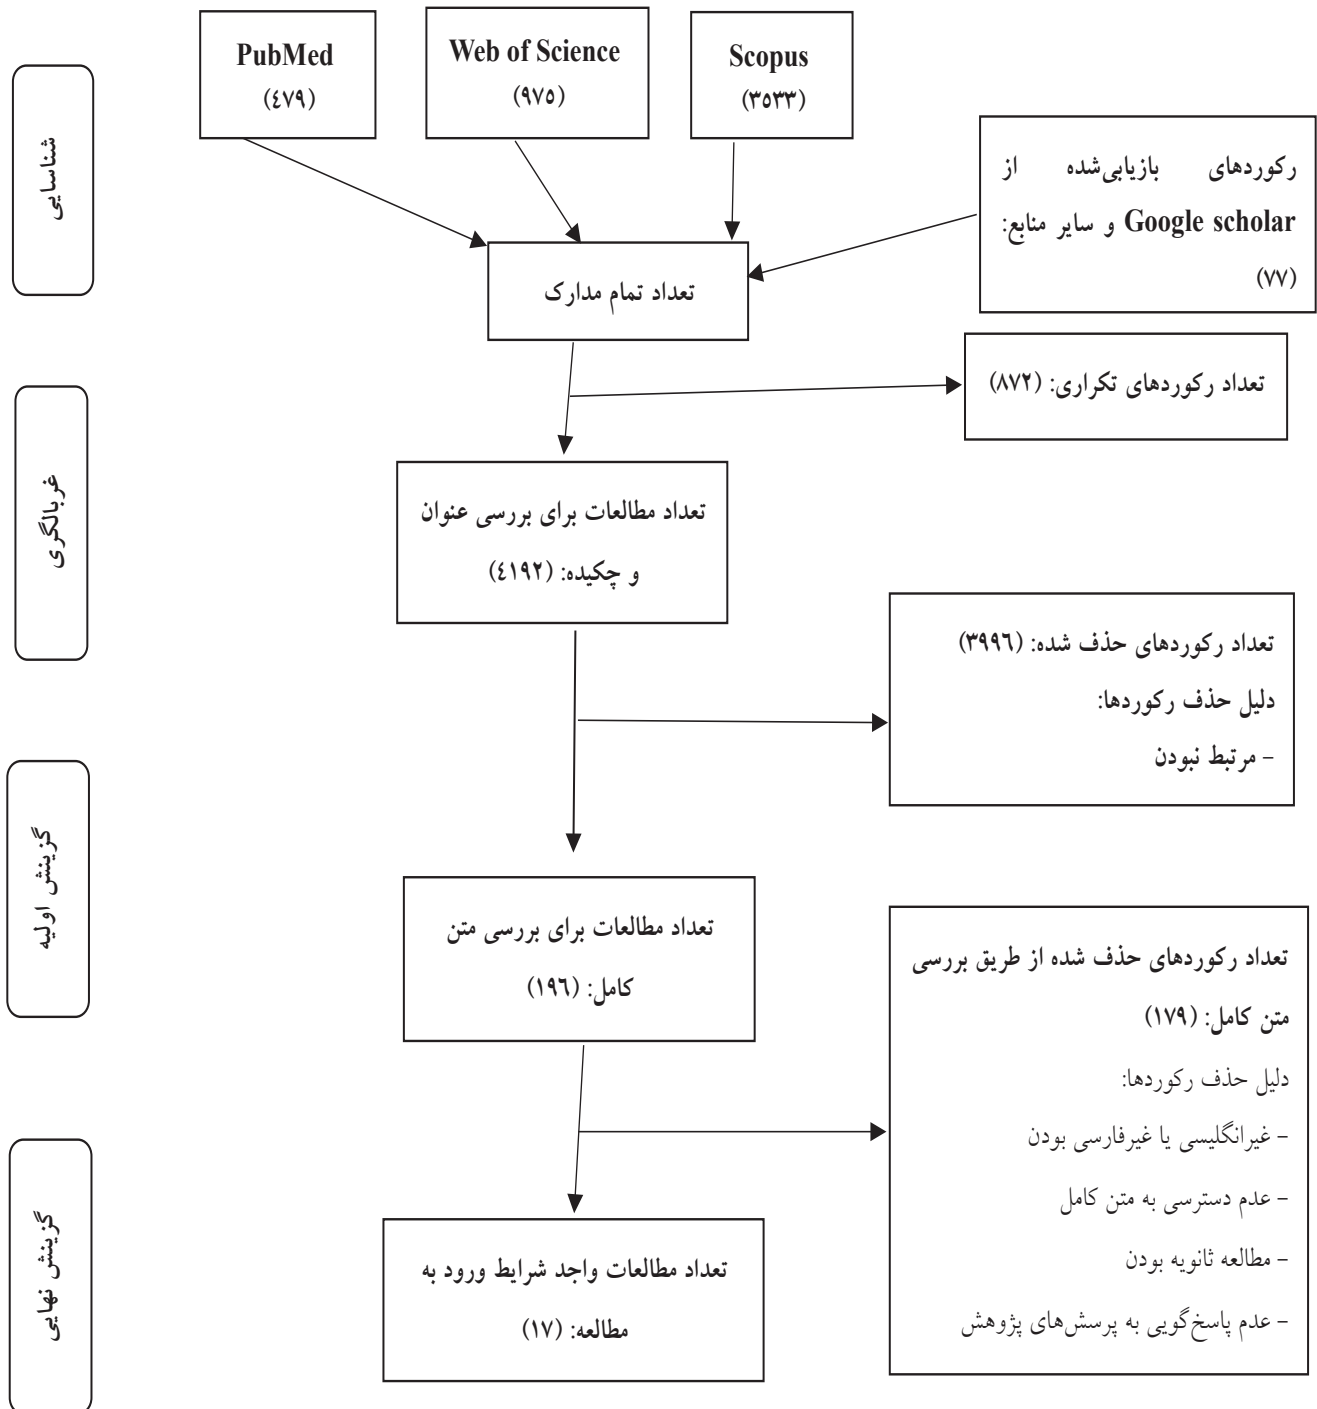 PubMed
(٤٧٩)
Web of Science
(٩٧٥)
Scopus
(٣٥٣٣)
رکوردهای بازیابی‌شده از
Google scholar و سایر منابع:
(٧٧)
شناسایی
تعداد تمام مدارک
تعداد رکوردهای تکراری: (٨٧٢)
غربالگری
تعداد مطالعات برای بررسی عنوان
و چکیده: (٤١٩٢)
تعداد رکوردهای حذف شده: (٣٩٩٦)
دلیل حذف رکوردها:
- مرتبط نبودن
گزینش اولیه
تعداد مطالعات برای بررسی متن
کامل: (١٩٦)
تعداد رکوردهای حذف شده از طریق بررسی
متن کامل: (١٧٩)
دلیل حذف رکوردها:
- غیرانگلیسی یا غیرفارسی بودن
- عدم دسترسی به متن کامل
- مطالعه ثانویه بودن
- عدم پاسخ‌گویی به پرسش‌های پژوهش
گزینش نهایی
تعداد مطالعات واجد شرایط ورود به
مطالعه: (١٧)